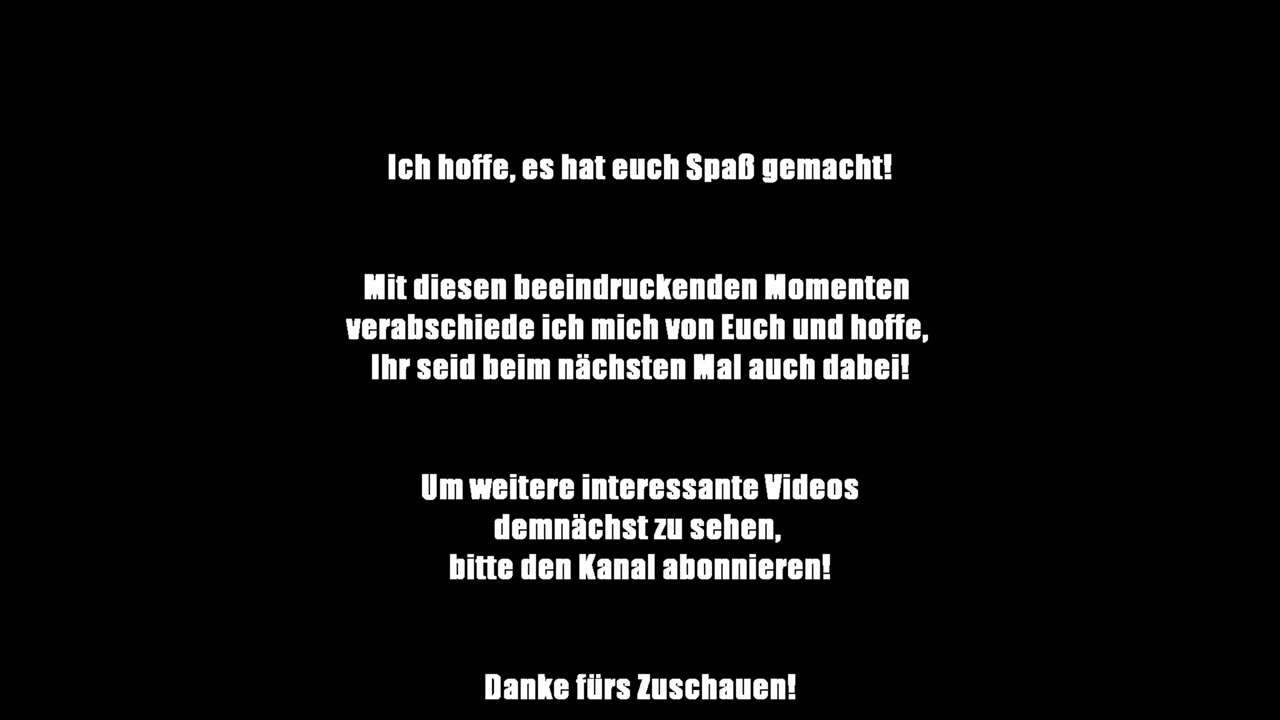 Ich hoffe, es hat euch Spaß gemacht!
Mit diesen beeindruckenden Momenten
verabschiede ich mich von Euch und hoffe,
Ihr seid beim nächsten Mal auch dabei!
Um weitere interessante Videos
demnächst zu sehen,
bitte den Kanal abonnieren!
Danke fürs Zuschauen!